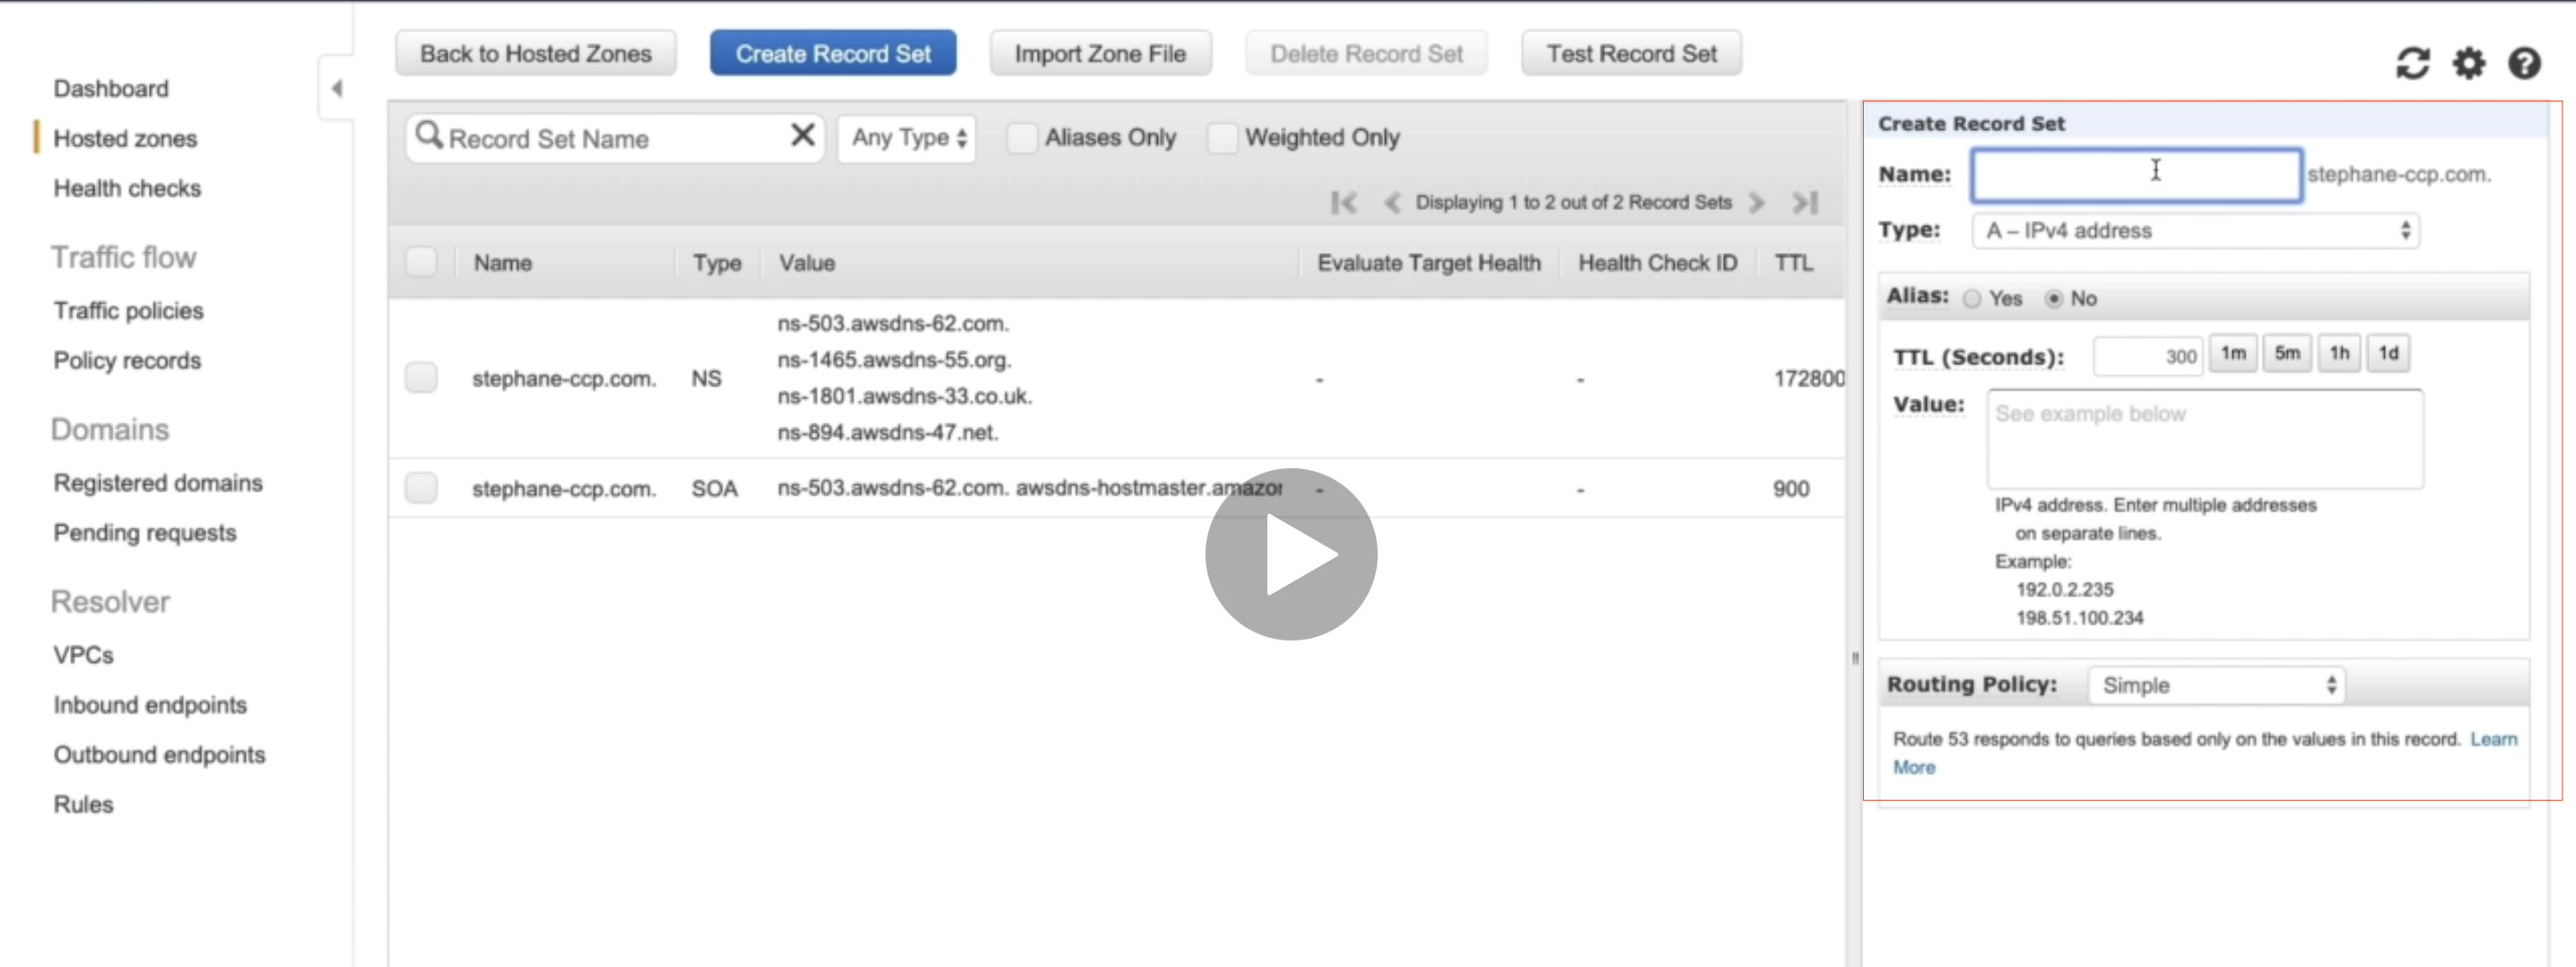 Back to Hosted Zones
Create Record Set
Import Zone File
Delete Record Set
Test Record Set
Dashboard
Hosted zones
Health checks
Traffic flow
Traffic policies
Policy records
Domains
Registered domains
Pending requests
Resolver
VPCs
Inbound endpoints
Outbound endpoints
Rules
Record Set Name
Any Type
Aliases Only
Weighted Only
Displaying 1 to 2 out of 2 Record Sets
Name Type Value Evaluate Target Health Health Check ID TTL
ns-503.awsdns-62.com.
ns-1465.awsdns-55.org.
stephane-ccp.com. NS - - 172800
ns-1801.awsdns-33.co.uk.
ns-894.awsdns-47.net.
stephane-ccp.com. SOA ns-503.awsdns-62.com. awsdns-hostmaster.amazon - - 900
Create Record Set
Name: stephane-ccp.com.
Type: A – IPv4 address
Alias: Yes No
TTL (Seconds): 300 1m 5m 1h 1d
Value: See example below
IPv4 address. Enter multiple addresses
on separate lines.
Example:
192.0.2.235
198.51.100.234
Routing Policy: Simple
Route 53 responds to queries based only on the values in this record. Learn
More